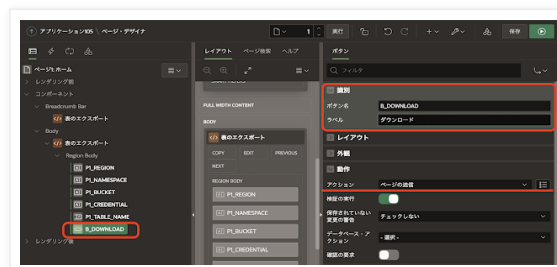 アプリケーション105 \ ページ・デザイナ
1
実行
保存
ページ1: ホーム
レンダリング前
コンポーネント
Breadcrumb Bar
表のエクスポート
Body
表のエクスポート
Region Body
P1_REGION
P1_NAMESPACE
P1_BUCKET
P1_CREDENTIAL
P1_TABLE_NAME
B_DOWNLOAD
レンダリング後
レイアウト
ページ検索
ヘルプ
FULL WIDTH CONTENT
BODY
表のエクスポート
COPY
EDIT
PREVIOUS
NEXT
REGION BODY
P1_REGION
P1_NAMESPACE
P1_BUCKET
P1_CREDENTIAL
ボタン
フィルタ
識別
ボタン名
B_DOWNLOAD
ラベル
ダウンロード
レイアウト
外観
動作
アクション
ページの送信
検証の実行
保存されていない
変更の警告
チェックしない
データベース・ア
クション
- 選択 -
確認の要求